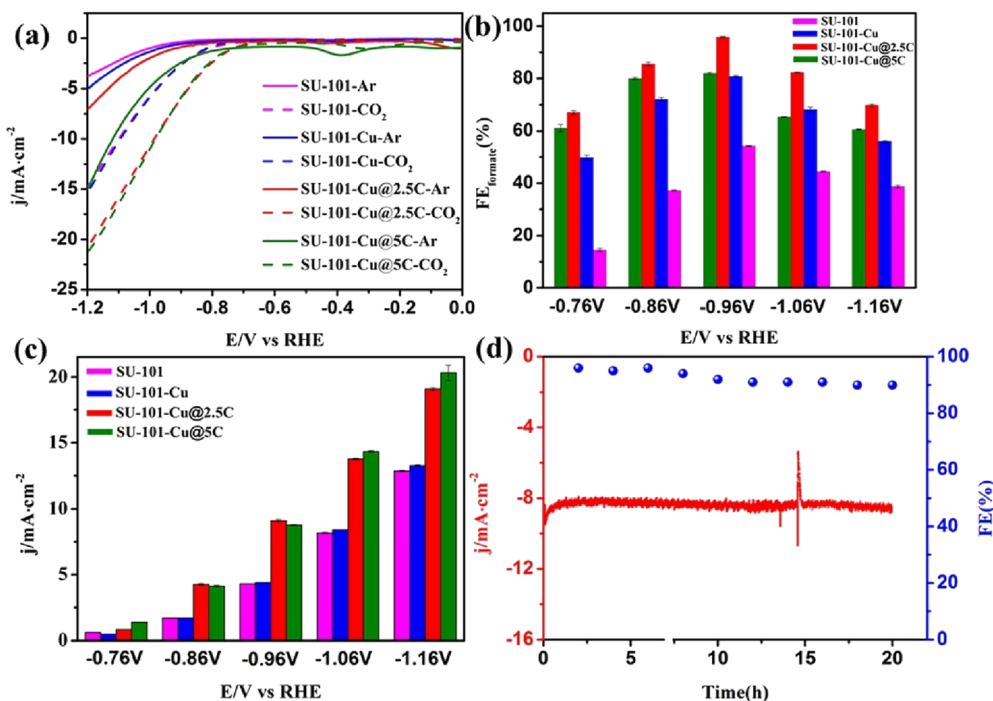 (a)
0
-5
-10
-15
-20
-25
j/mA·cm-2
-1.2
-1.0
-0.8
-0.6
-0.4
-0.2
0.0
E/V vs RHE
SU-101-Ar
SU-101-CO2
SU-101-Cu-Ar
SU-101-Cu-CO2
SU-101-Cu@2.5C-Ar
SU-101-Cu@2.5C-CO2
SU-101-Cu@5C-Ar
SU-101-Cu@5C-CO2
(b)
100
80
60
40
20
0
FEformate(%)
SU-101
SU-101-Cu
SU-101-Cu@2.5C
SU-101-Cu@5C
-0.76V
-0.86V
-0.96V
-1.06V
-1.16V
E/V vs RHE
(c)
20
15
10
5
0
j/mA·cm-2
SU-101
SU-101-Cu
SU-101-Cu@2.5C
SU-101-Cu@5C
-0.76V
-0.86V
-0.96V
-1.06V
-1.16V
E/V vs RHE
(d)
0
-4
-8
-12
-16
j/mA·cm-2
100
80
60
40
20
0
FE(%)
0
5
10
15
20
Time(h)